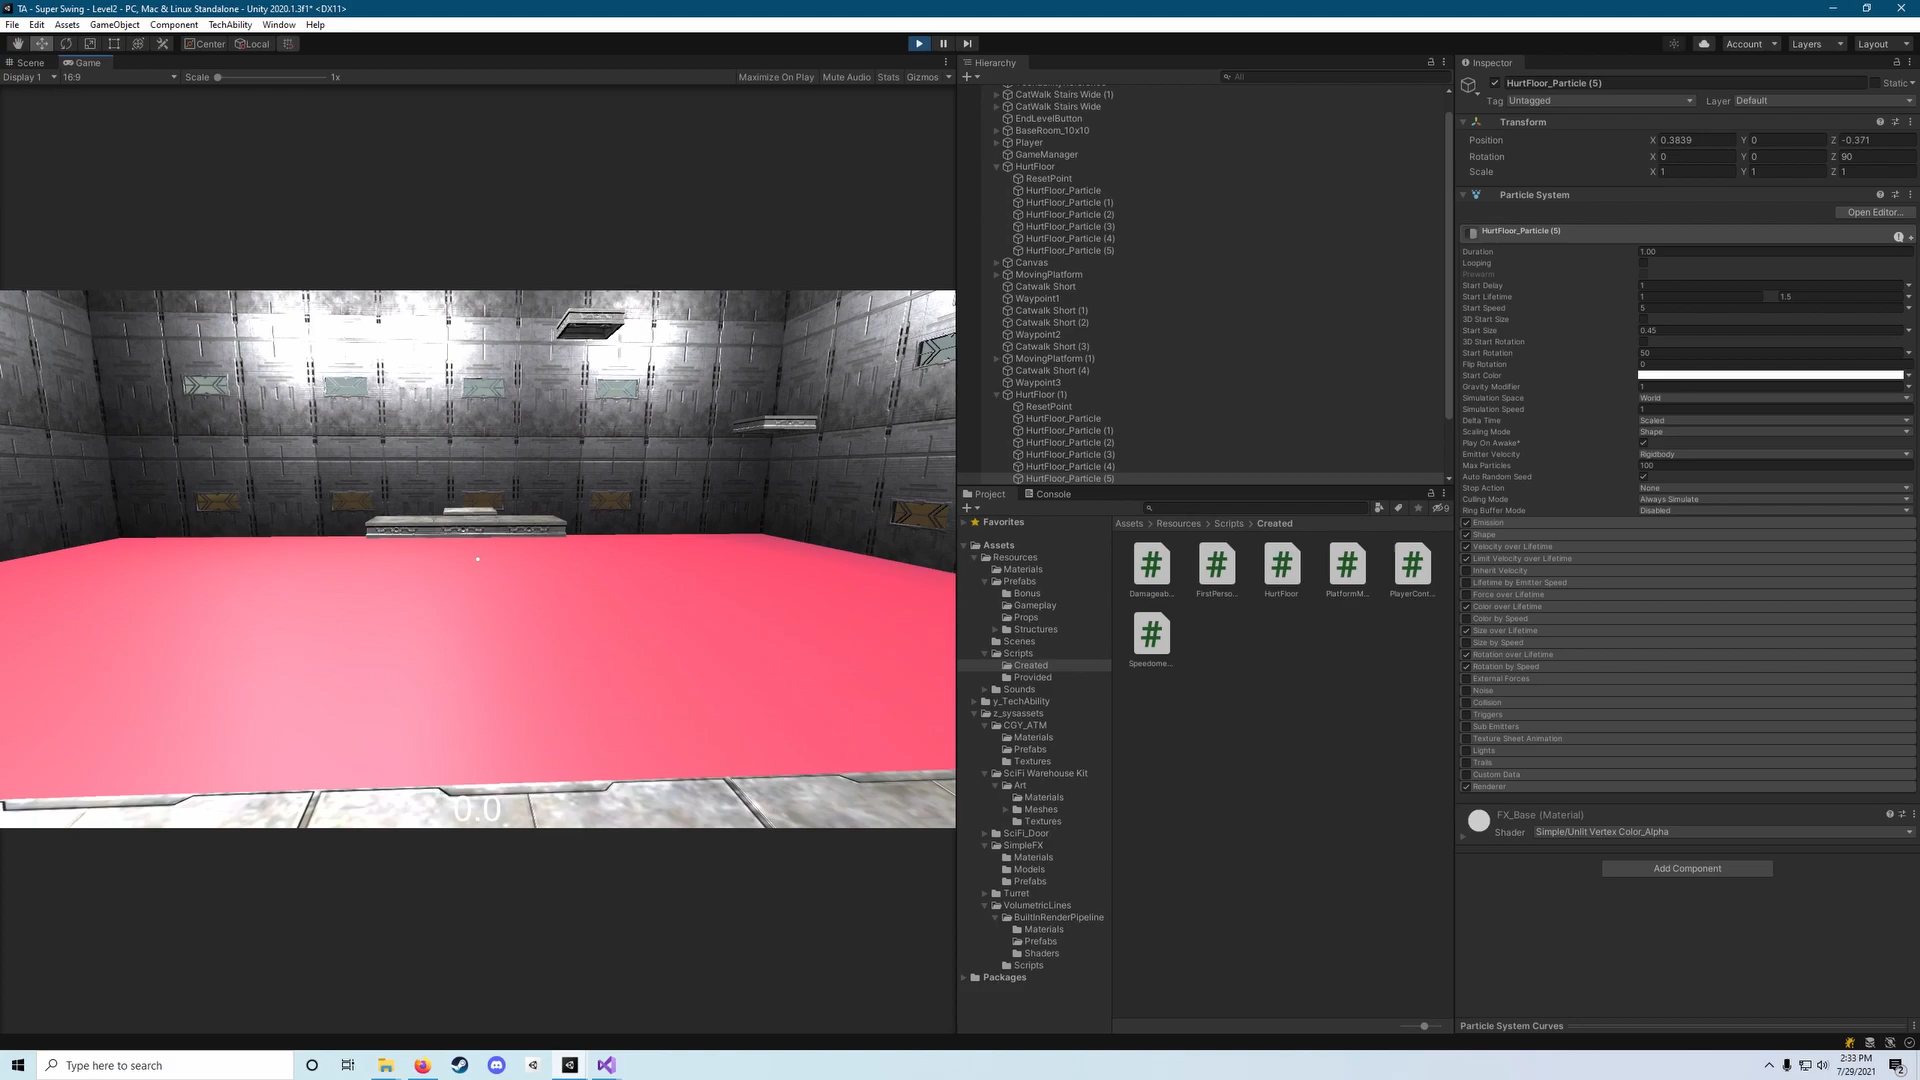 TA - Super Swing - Level2 - PC, Mac & Linux Standalone - Unity 2020.1.3f1* <DX11>
File Edit Assets GameObject Component TechAbility Window Help
Center Local Account Layers Layout
Scene Game
Display 1 16:9 Scale 1x Maximize On Play Mute Audio Stats Gizmos
0.0
Hierarchy
All
CatWalk Stairs Wide (1)
CatWalk Stairs Wide
EndLevelButton
BaseRoom_10x10
Player
GameManager
HurtFloor
ResetPoint
HurtFloor_Particle
HurtFloor_Particle (1)
HurtFloor_Particle (2)
HurtFloor_Particle (3)
HurtFloor_Particle (4)
HurtFloor_Particle (5)
Canvas
MovingPlatform
Catwalk Short
Waypoint1
Catwalk Short (1)
Catwalk Short (2)
Waypoint2
Catwalk Short (3)
MovingPlatform (1)
Catwalk Short (4)
Waypoint3
HurtFloor (1)
ResetPoint
HurtFloor_Particle
HurtFloor_Particle (1)
HurtFloor_Particle (2)
HurtFloor_Particle (3)
HurtFloor_Particle (4)
HurtFloor_Particle (5)
Project Console
9
Favorites
Assets
Resources
Materials
Prefabs
Bonus
Gameplay
Props
Structures
Scenes
Scripts
Created
Provided
Sounds
y_TechAbility
z_sysassets
CGY_ATM
Materials
Prefabs
Textures
SciFi Warehouse Kit
Art
Materials
Meshes
Textures
SciFi_Door
SimpleFX
Materials
Models
Prefabs
Turret
VolumetricLines
BuiltInRenderPipeline
Materials
Prefabs
Shaders
Scripts
Packages
Assets > Resources > Scripts > Created
# # # # #
Damageab... FirstPerso... HurtFloor PlatformM... PlayerCont...
#
Speedome...
Inspector
HurtFloor_Particle (5) Static
Tag Untagged Layer Default
Transform
Position X 0.3839 Y 0 Z -0.371
Rotation X 0 Y 0 Z 90
Scale X 1 Y 1 Z 1
Particle System
Open Editor...
HurtFloor_Particle (5)
Duration 1.00
Looping
Prewarm
Start Delay 1
Start Lifetime 1 1.5
Start Speed 5
3D Start Size
Start Size 0.45
3D Start Rotation
Start Rotation 50
Flip Rotation 0
Start Color
Gravity Modifier 1
Simulation Space World
Simulation Speed 1
Delta Time Scaled
Scaling Mode Shape
Play On Awake*
Emitter Velocity Rigidbody
Max Particles 100
Auto Random Seed
Stop Action None
Culling Mode Always Simulate
Ring Buffer Mode Disabled
Emission
Shape
Velocity over Lifetime
Limit Velocity over Lifetime
Inherit Velocity
Lifetime by Emitter Speed
Force over Lifetime
Color over Lifetime
Color by Speed
Size over Lifetime
Size by Speed
Rotation over Lifetime
Rotation by Speed
External Forces
Noise
Collision
Triggers
Sub Emitters
Texture Sheet Animation
Lights
Trails
Custom Data
Renderer
FX_Base (Material)
Shader Simple/Unlit Vertex Color_Alpha
Add Component
Particle System Curves
Type here to search
2:33 PM
7/29/2021
2